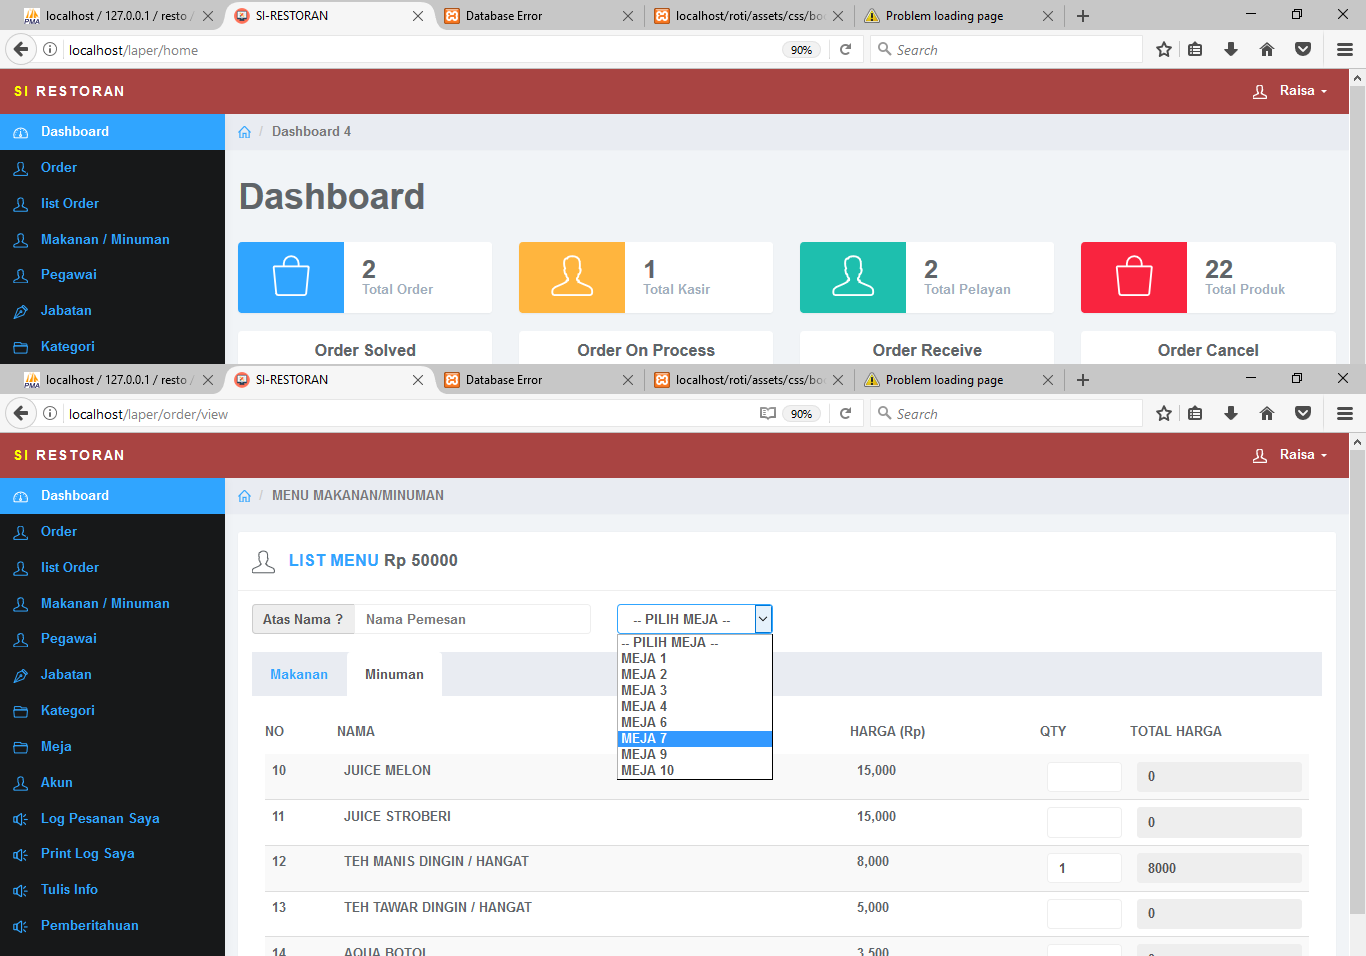 localhost / 127.0.0.1 / resto / SI-RESTORAN Database Error localhost/roti/assets/css/bo Problem loading page
localhost/laper/home 90% Search
SI RESTORAN Raisa
Dashboard
Dashboard 4
Order
list Order
Makanan / Minuman
Pegawai
Jabatan
Kategori
Dashboard
2
Total Order
1
Total Kasir
2
Total Pelayan
22
Total Produk
Order Solved Order On Process Order Receive Order Cancel
localhost / 127.0.0.1 / resto / SI-RESTORAN Database Error localhost/roti/assets/css/bo Problem loading page
localhost/laper/order/view 90% Search
SI RESTORAN Raisa
Dashboard
Order
list Order
Makanan / Minuman
Pegawai
Jabatan
Kategori
Meja
Akun
Log Pesanan Saya
Print Log Saya
Tulis Info
Pemberitahuan
/ MENU MAKANAN/MINUMAN
LIST MENU Rp 50000
Atas Nama ? Nama Pemesan -- PILIH MEJA --
-- PILIH MEJA --
MEJA 1
MEJA 2
MEJA 3
MEJA 4
MEJA 6
MEJA 7
MEJA 9
MEJA 10
Makanan Minuman
NO NAMA HARGA (Rp) QTY TOTAL HARGA
10 JUICE MELON 15,000 0
11 JUICE STROBERI 15,000 0
12 TEH MANIS DINGIN / HANGAT 8,000 1 8000
13 TEH TAWAR DINGIN / HANGAT 5,000 0
14 AQUA BOTOL 3,500